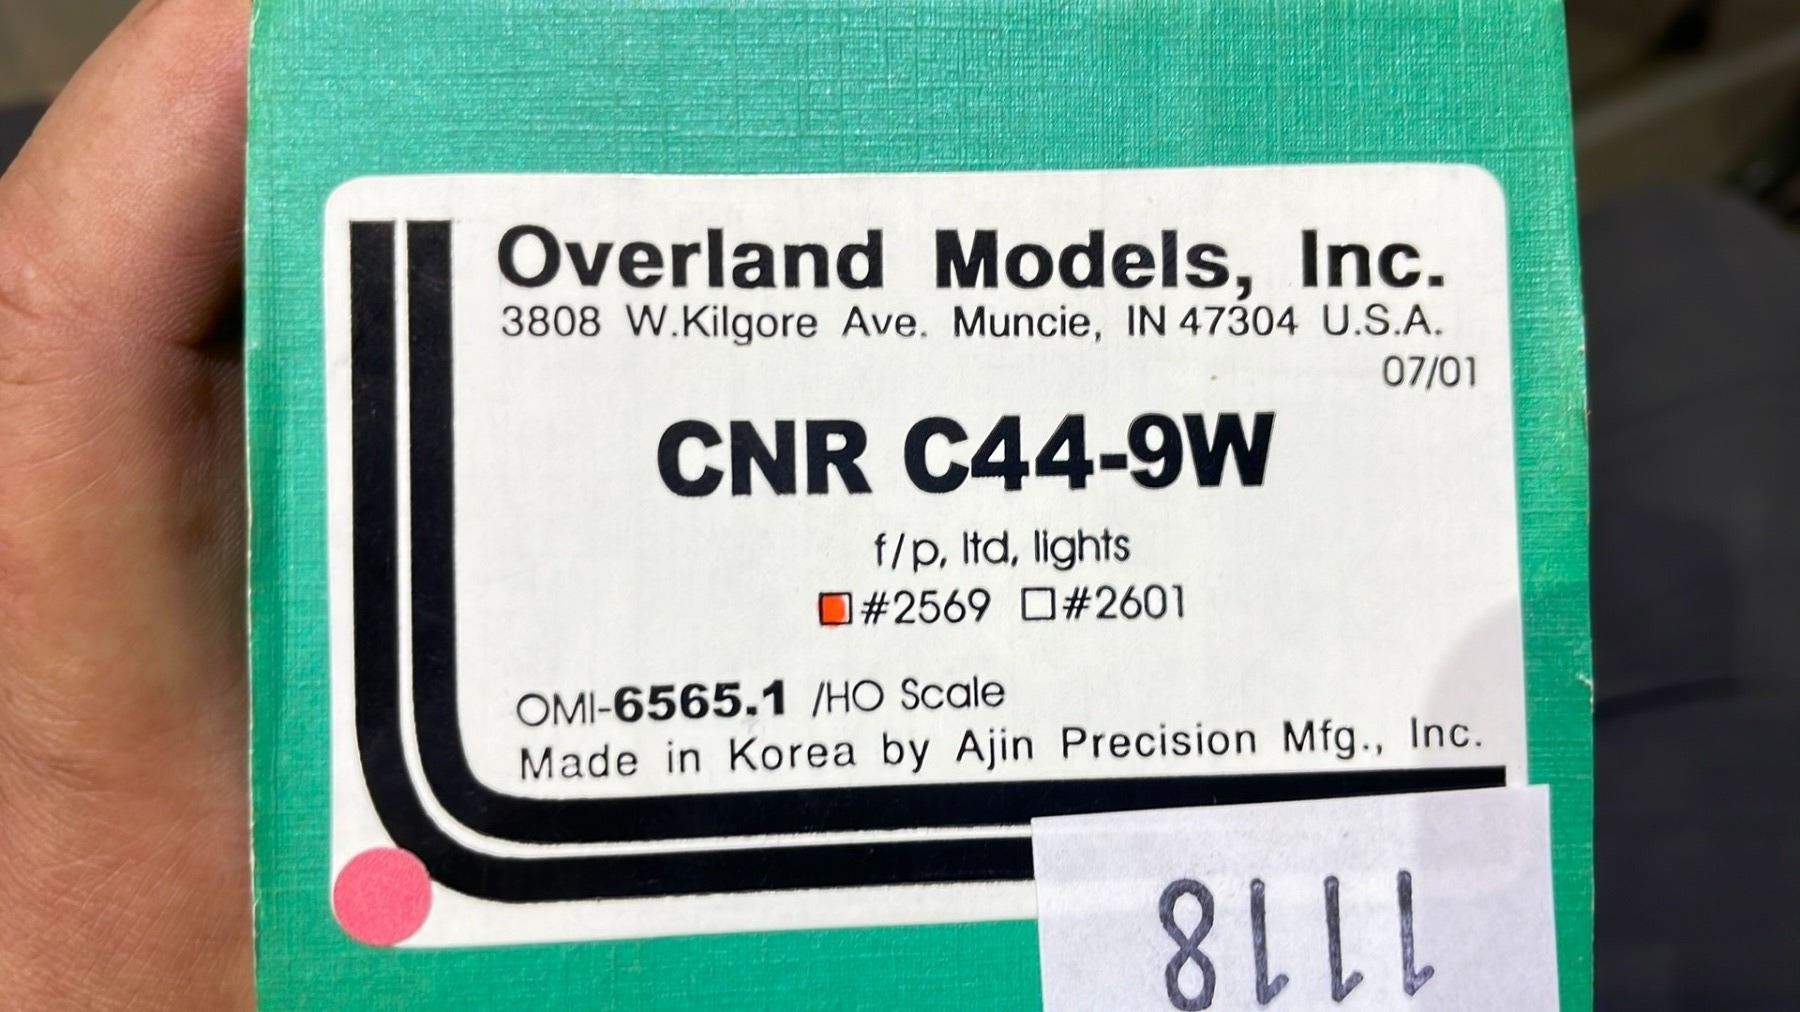 Overland Models, Inc.
3808 W.Kilgore Ave. Muncie, IN 47304 U.S.A.
07/01
CNR C44-9W
f/p, ltd, lights
#2569 #2601
OMI-6565.1 /HO Scale
Made in Korea by Ajin Precision Mfg., Inc.
1118